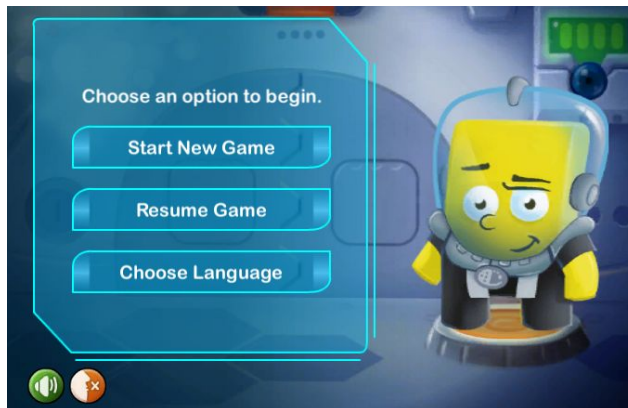 Choose an option to begin.
Start New Game
Resume Game
Choose Language